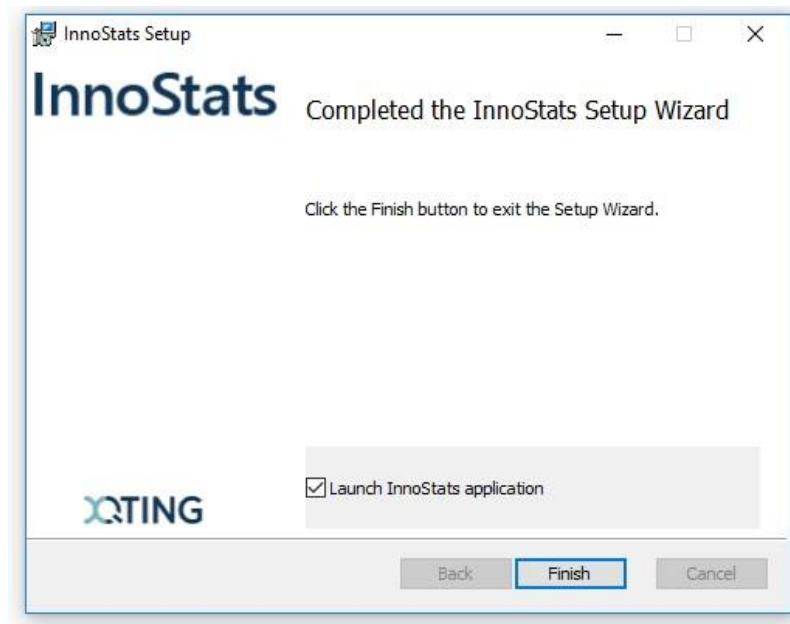 InnoStats Setup
InnoStats
Completed the InnoStats Setup Wizard
Click the Finish button to exit the Setup Wizard.
Launch InnoStats application
XQTING
Back
Finish
Cancel